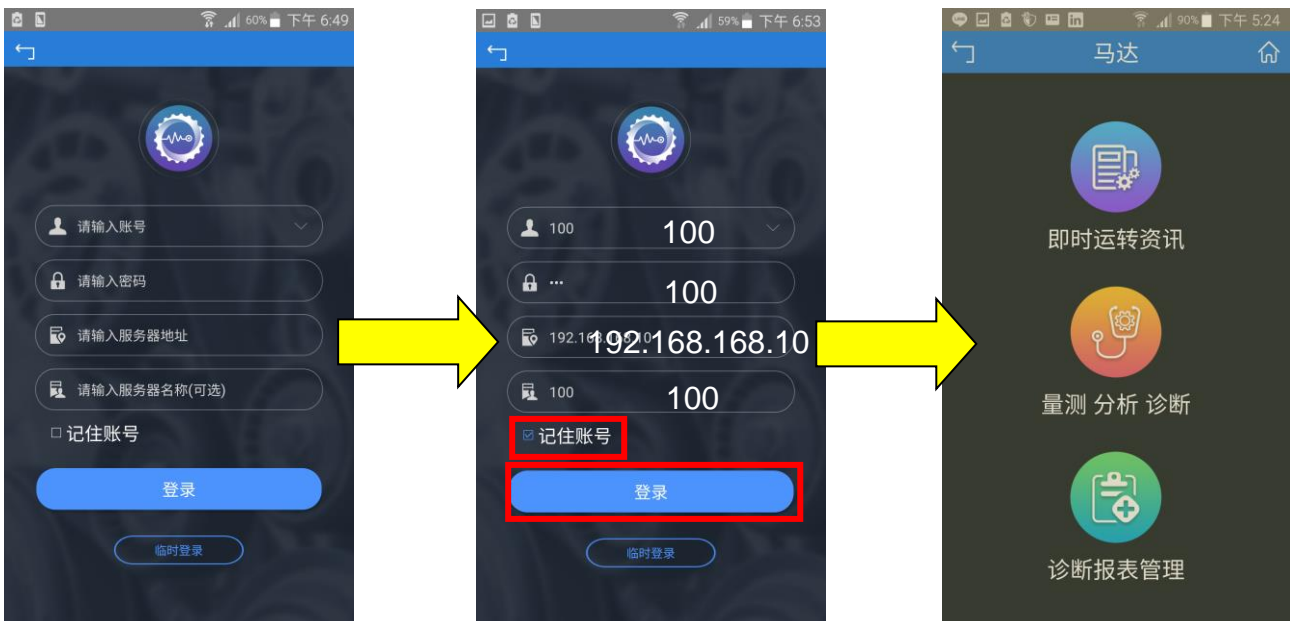 60% 下午 6:49
请输入账号
请输入密码
请输入服务器地址
请输入服务器名称(可选)
记住账号
登录
临时登录
59% 下午 6:53
100
100
...
100
192.168.168.10
192.168.168.10
100
100
记住账号
登录
临时登录
90% 下午 5:24
马达
即时运转资讯
量测 分析 诊断
诊断报表管理